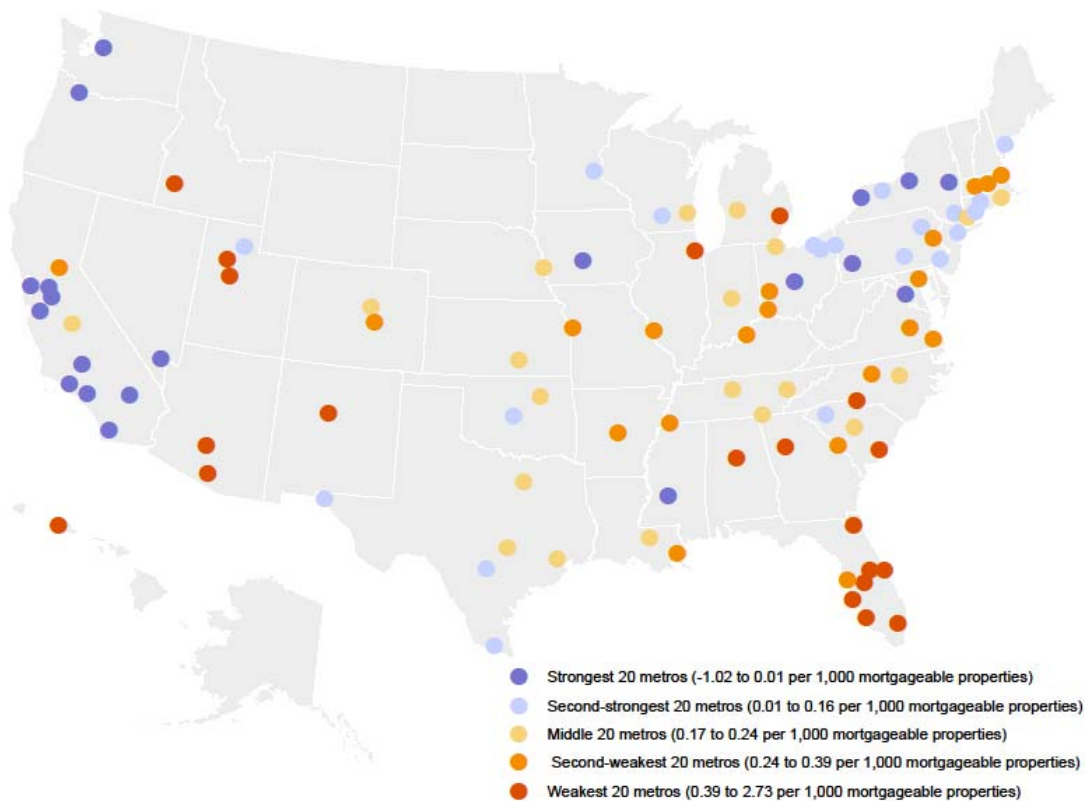 Strongest 20 metros (-1.02 to 0.01 per 1,000 mortgageable properties)
Second-strongest 20 metros (0.01 to 0.16 per 1,000 mortgageable properties)
Middle 20 metros (0.17 to 0.24 per 1,000 mortgageable properties)
Second-weakest 20 metros (0.24 to 0.39 per 1,000 mortgageable properties)
Weakest 20 metros (0.39 to 2.73 per 1,000 mortgageable properties)